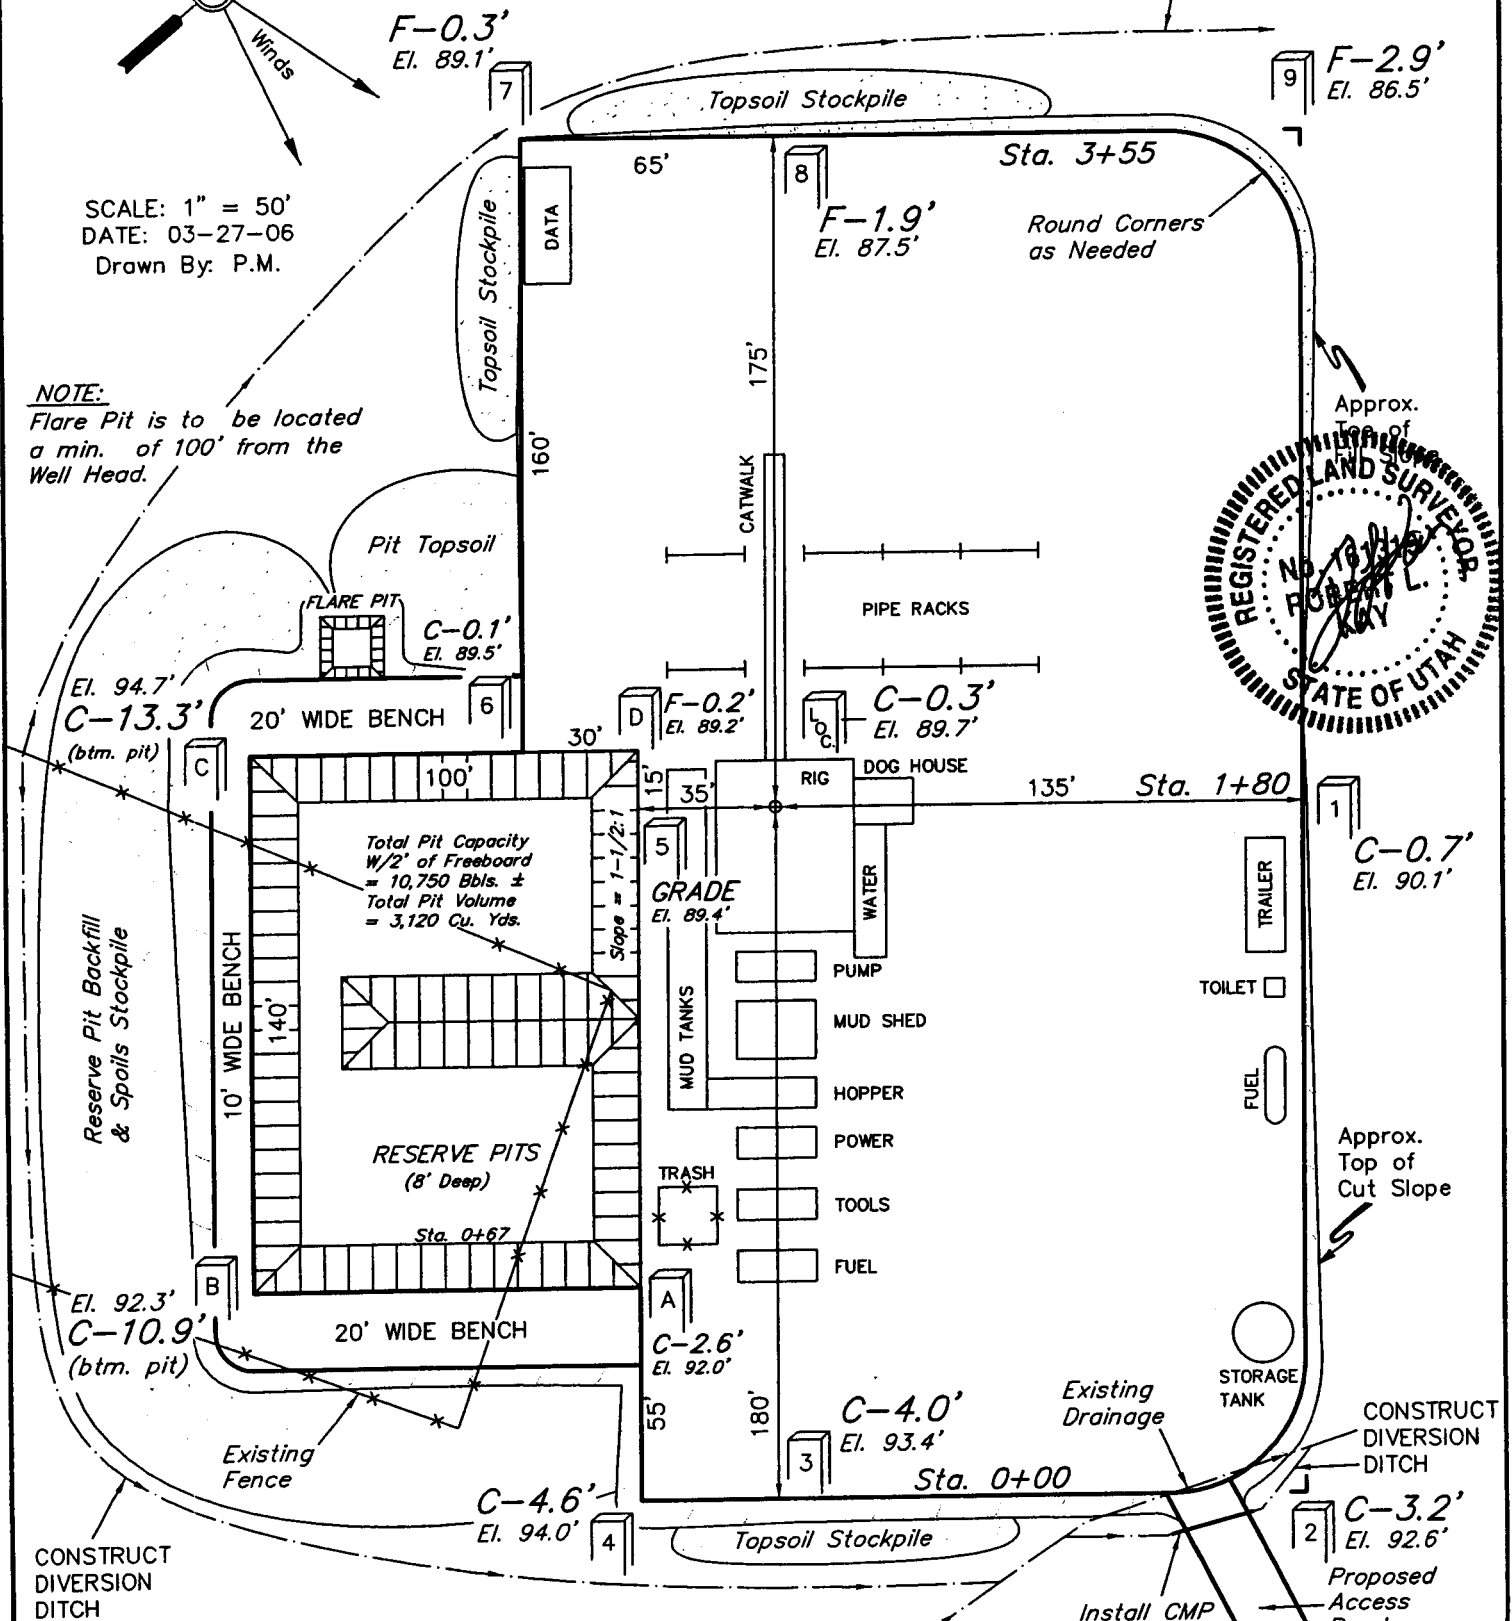 Winds
F-0.3'
El. 89.1'
7
Topsoil Stockpile
9
F-2.9'
El. 86.5'
SCALE: 1" = 50'
DATE: 03-27-06
Drawn By: P.M.
65'
8
Sta. 3+55
F-1.9'
El. 87.5'
Round Corners
as Needed
DATA
Topsoil Stockpile
175'
NOTE:
Flare Pit is to be located
a min. of 100' from the
Well Head.
160'
Approx.
Toe of
Fill Slope
REGISTERED LAND SURVEYOR
ROBERT L.
KAY
STATE OF UTAH
CATWALK
Pit Topsoil
FLARE PIT
PIPE RACKS
C-0.1'
El. 89.5'
El. 94.7'
C-13.3'
(btm. pit)
C
20' WIDE BENCH
6
D
F-0.2'
El. 89.2'
LOC.
C-0.3'
El. 89.7'
30'
100'
15'
35'
RIG
DOG HOUSE
135'
Sta. 1+80
1
C-0.7'
El. 90.1'
Total Pit Capacity
W/2' of Freeboard
= 10,750 Bbls. ±
Total Pit Volume
= 3,120 Cu. Yds.
Slope = 1-1/2:1
5
GRADE
El. 89.4'
WATER
TRAILER
Reserve Pit Backfill
& Spoils Stockpile
10' WIDE BENCH
140'
MUD TANKS
PUMP
TOILET
MUD SHED
HOPPER
FUEL
POWER
RESERVE PITS
(8' Deep)
TRASH
TOOLS
Approx.
Top of
Cut Slope
Sta. 0+67
FUEL
B
A
El. 92.3'
C-10.9'
(btm. pit)
20' WIDE BENCH
C-2.6'
El. 92.0'
STORAGE
TANK
55'
180'
C-4.0'
El. 93.4'
3
Existing
Drainage
CONSTRUCT
DIVERSION
DITCH
Existing
Fence
Sta. 0+00
C-4.6'
El. 94.0'
4
Topsoil Stockpile
2
C-3.2'
El. 92.6'
CONSTRUCT
DIVERSION
DITCH
Install CMP
Proposed
Access